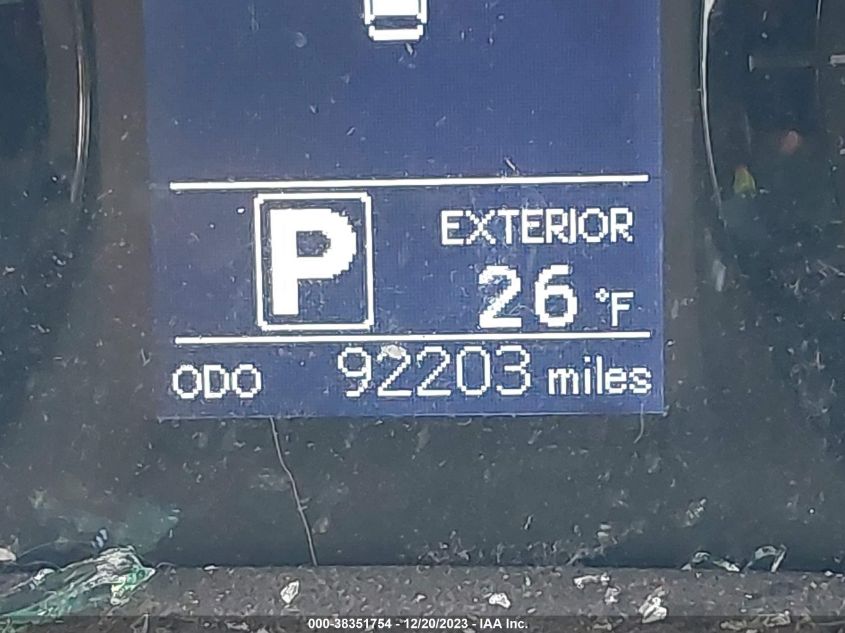 P
EXTERIOR
26 °F
ODO 92203 miles
000-38351754 - 12/20/2023 - IAA Inc.